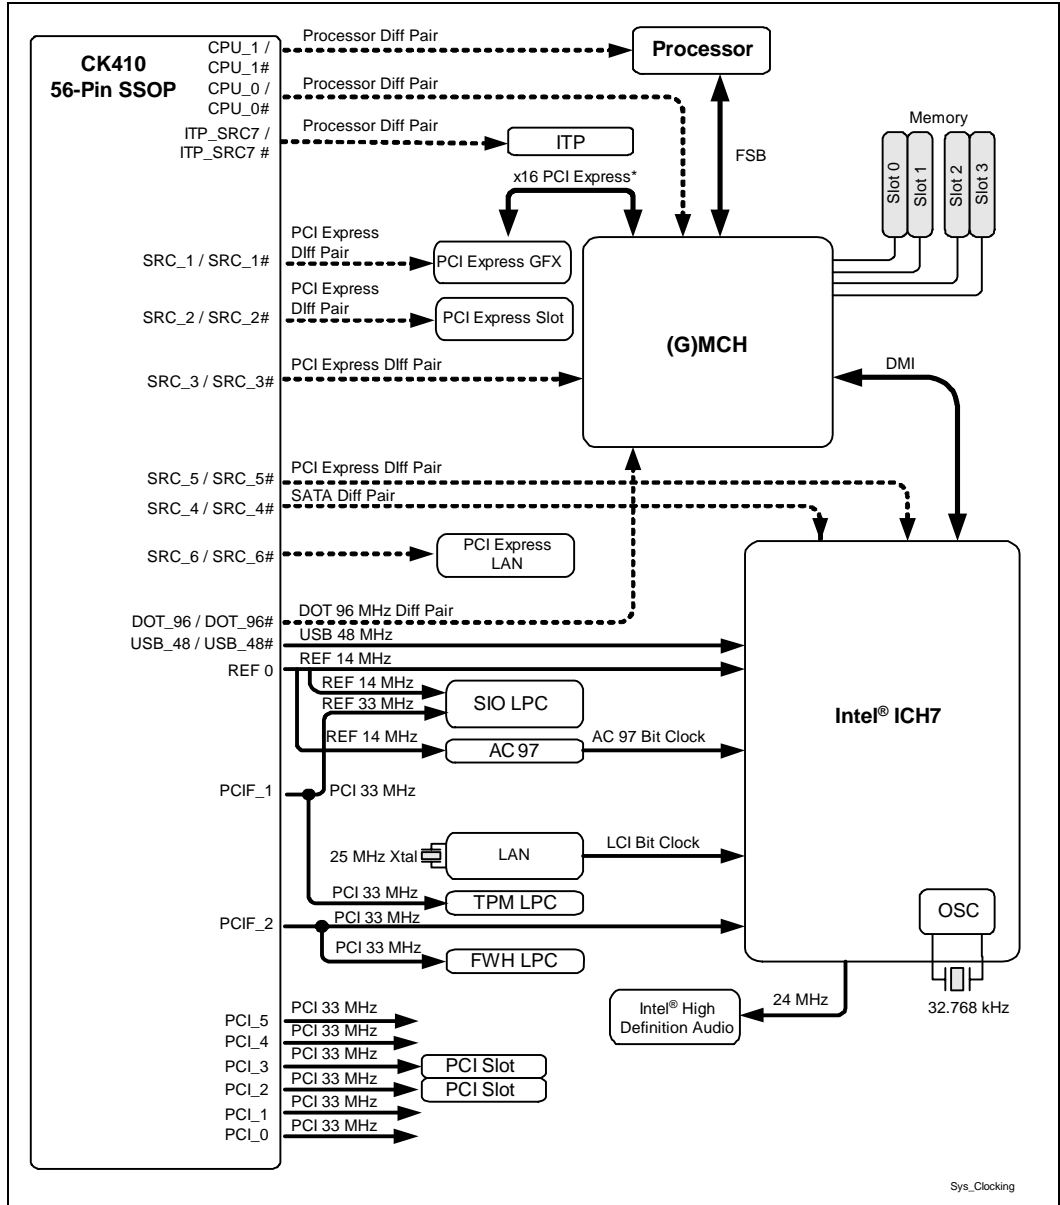 CK410
56-Pin SSOP
CPU_1 /
CPU_1#
CPU_0 /
CPU_0#
ITP_SRC7 /
ITP_SRC7 #
Processor Diff Pair
Processor Diff Pair
Processor Diff Pair
Processor
ITP
FSB
Memory
Slot 0
Slot 1
Slot 2
Slot 3
x16 PCI Express*
SRC_1 / SRC_1#
PCI Express
DIff Pair
PCI Express GFX
SRC_2 / SRC_2#
PCI Express
DIff Pair
PCI Express Slot
(G)MCH
SRC_3 / SRC_3#
PCI Express DIff Pair
DMI
SRC_5 / SRC_5#
PCI Express DIff Pair
SRC_4 / SRC_4#
SATA Diff Pair
SRC_6 / SRC_6#
PCI Express
LAN
DOT_96 / DOT_96#
DOT 96 MHz Diff Pair
USB_48 / USB_48#
USB 48 MHz
REF 0
REF 14 MHz
REF 14 MHz
REF 33 MHz
SIO LPC
Intel® ICH7
REF 14 MHz
AC 97
AC 97 Bit Clock
PCIF_1
PCI 33 MHz
25 MHz Xtal
LAN
LCI Bit Clock
PCI 33 MHz
TPM LPC
PCIF_2
PCI 33 MHz
PCI 33 MHz
FWH LPC
OSC
32.768 kHz
Intel® High
Definition Audio
24 MHz
PCI_5
PCI 33 MHz
PCI_4
PCI 33 MHz
PCI_3
PCI 33 MHz
PCI Slot
PCI_2
PCI 33 MHz
PCI Slot
PCI_1
PCI 33 MHz
PCI_0
PCI 33 MHz
Sys_Clocking